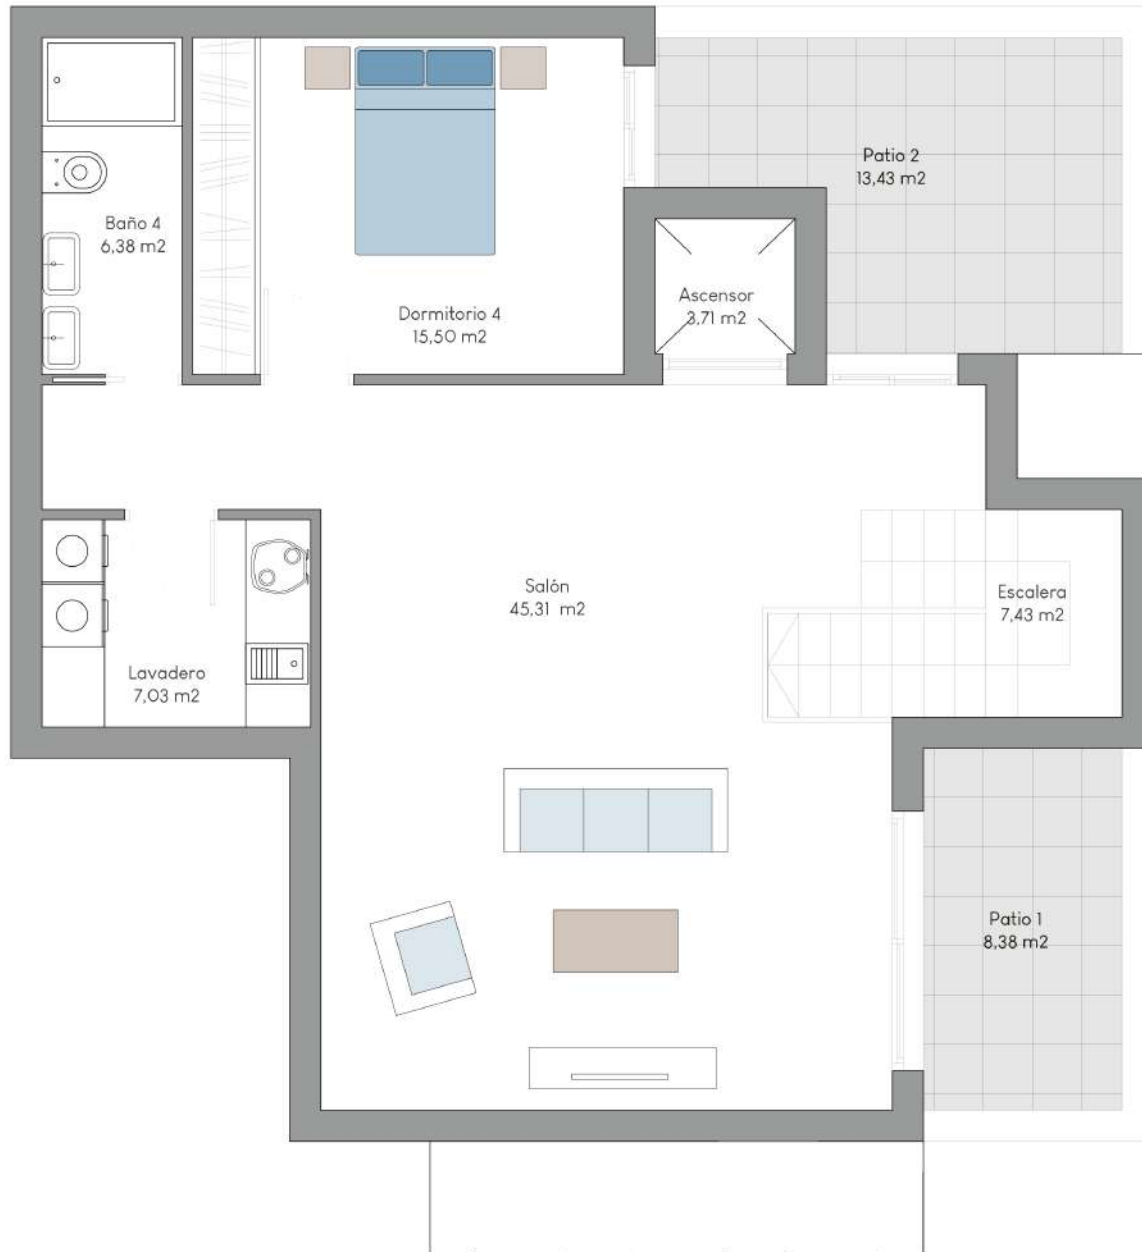 Patio 2
13,43 m2
Baño 4
6,38 m2
Ascensor
3,71 m2
Dormitorio 4
15,50 m2
Salón
45,31 m2
Escalera
7,43 m2
Lavadero
7,03 m2
Patio 1
8,38 m2